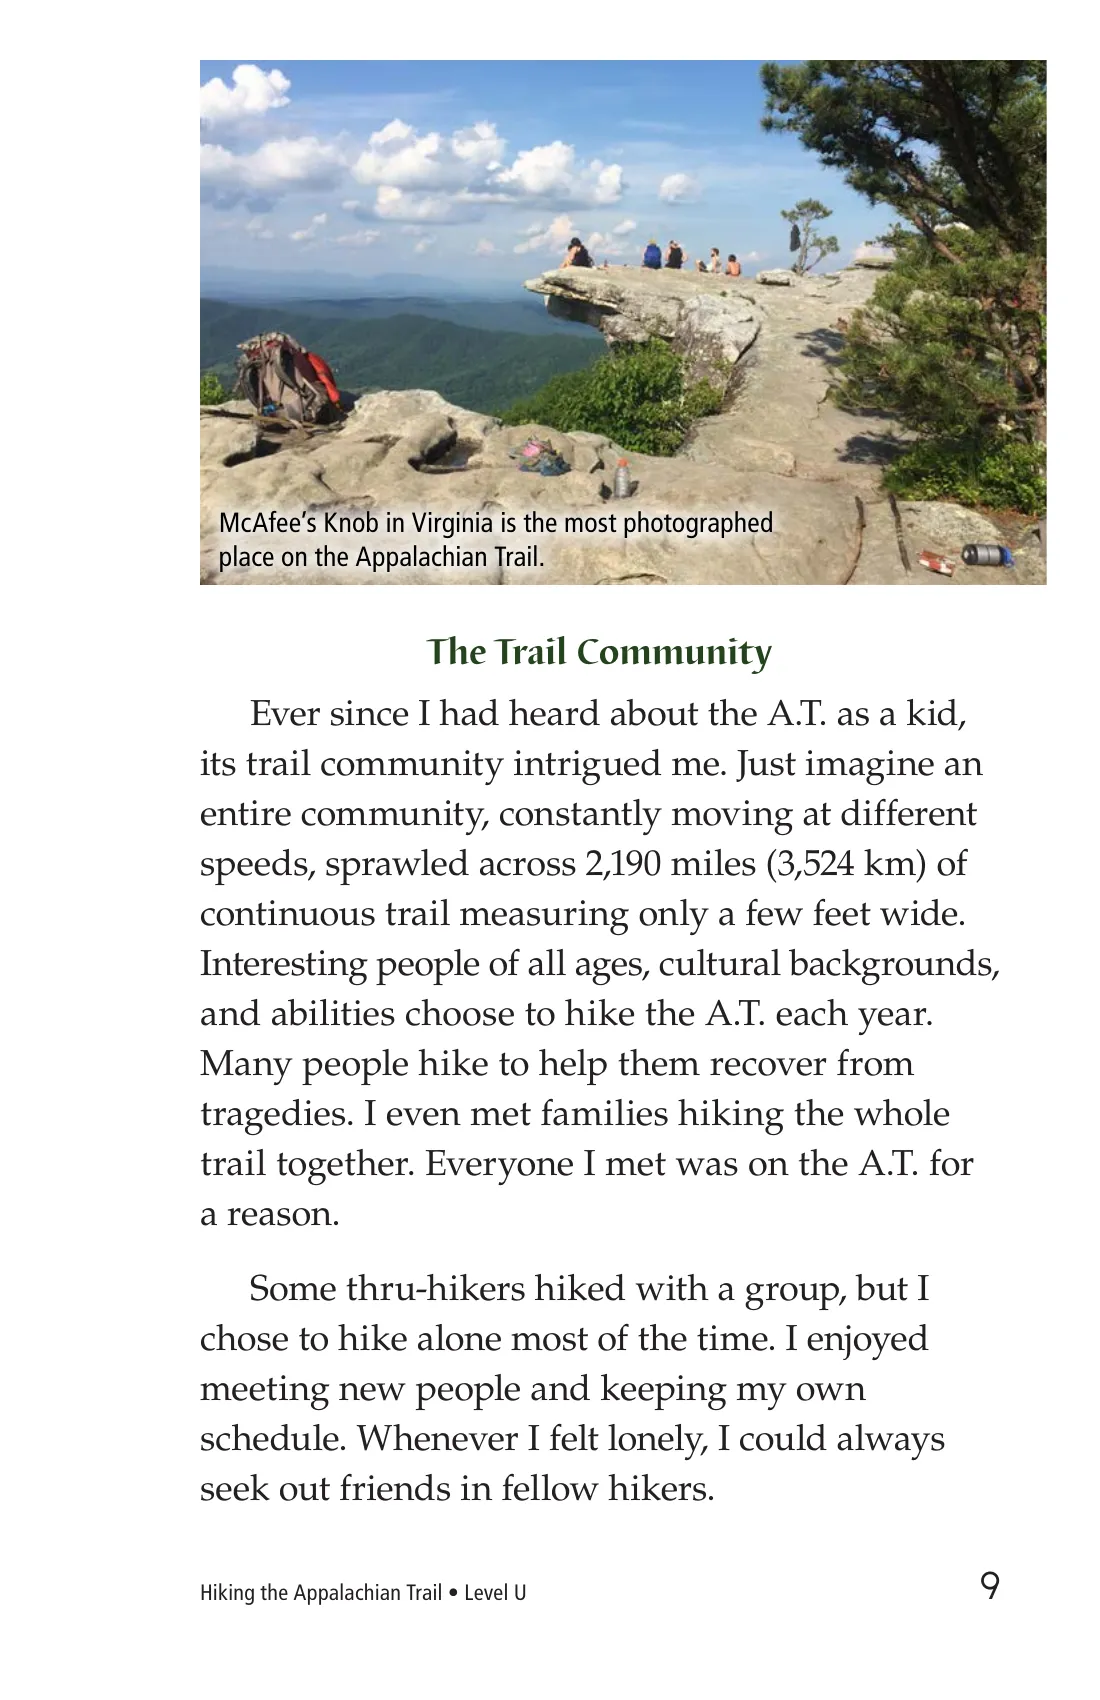 McAfee's Knob in Virginia is the most photographed
place on the Appalachian Trail.
The Trail Community
Ever since I had heard about the A.T. as a kid,
its trail community intrigued me. Just imagine an
entire community, constantly moving at different
speeds, sprawled across 2,190 miles (3,524 km) of
continuous trail measuring only a few feet wide.
Interesting people of all ages, cultural backgrounds,
and abilities choose to hike the A.T. each year.
Many people hike to help them recover from
tragedies. I even met families hiking the whole
trail together. Everyone I met was on the A.T. for
a reason.
Some thru-hikers hiked with a group, but I
chose to hike alone most of the time. I enjoyed
meeting new people and keeping my own
schedule. Whenever I felt lonely, I could always
seek out friends in fellow hikers.
Hiking the Appalachian Trail • Level U
9